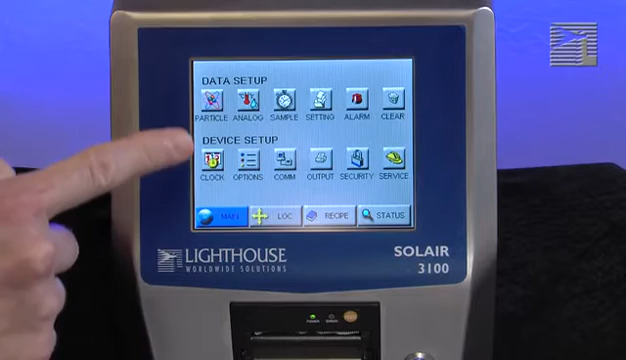 DATA SETUP
PARTICLE ANALOG SAMPLE SETTING ALARM CLEAR
DEVICE SETUP
CLOCK OPTIONS COMM OUTPUT SECURITY SERVICE
MAIN LOC RECIPE STATUS
LIGHTHOUSE
WORLDWIDE SOLUTIONS
SOLAIR
3100
POWER